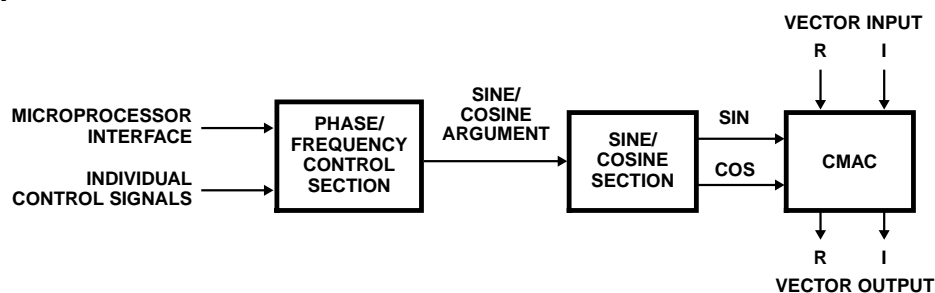 VECTOR INPUT
R I
MICROPROCESSOR
INTERFACE
INDIVIDUAL
CONTROL SIGNALS
PHASE/
FREQUENCY
CONTROL
SECTION
SINE/
COSINE
ARGUMENT
SINE/
COSINE
SECTION
SIN
COS
CMAC
R I
VECTOR OUTPUT